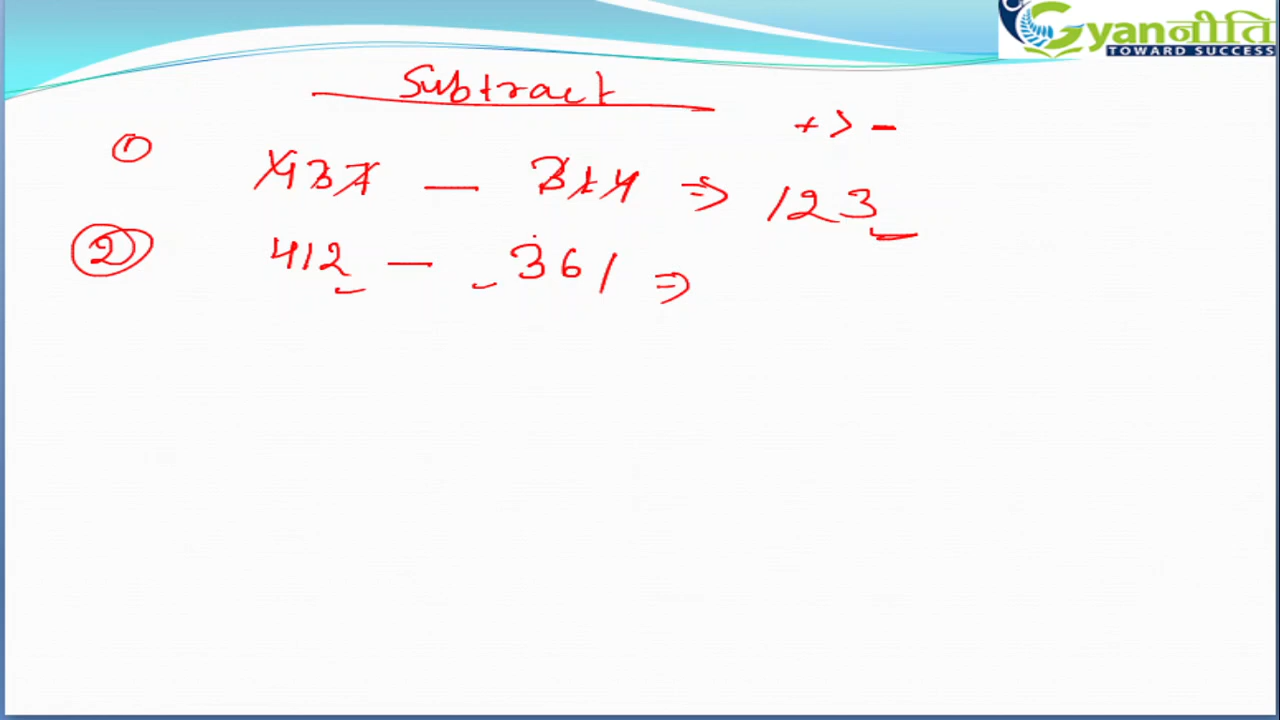 Gyanनीति
TOWARD SUCCESS
Subtract
+ > -
① 437 — 314 ⇒ 123
② 412 — 361 ⇒